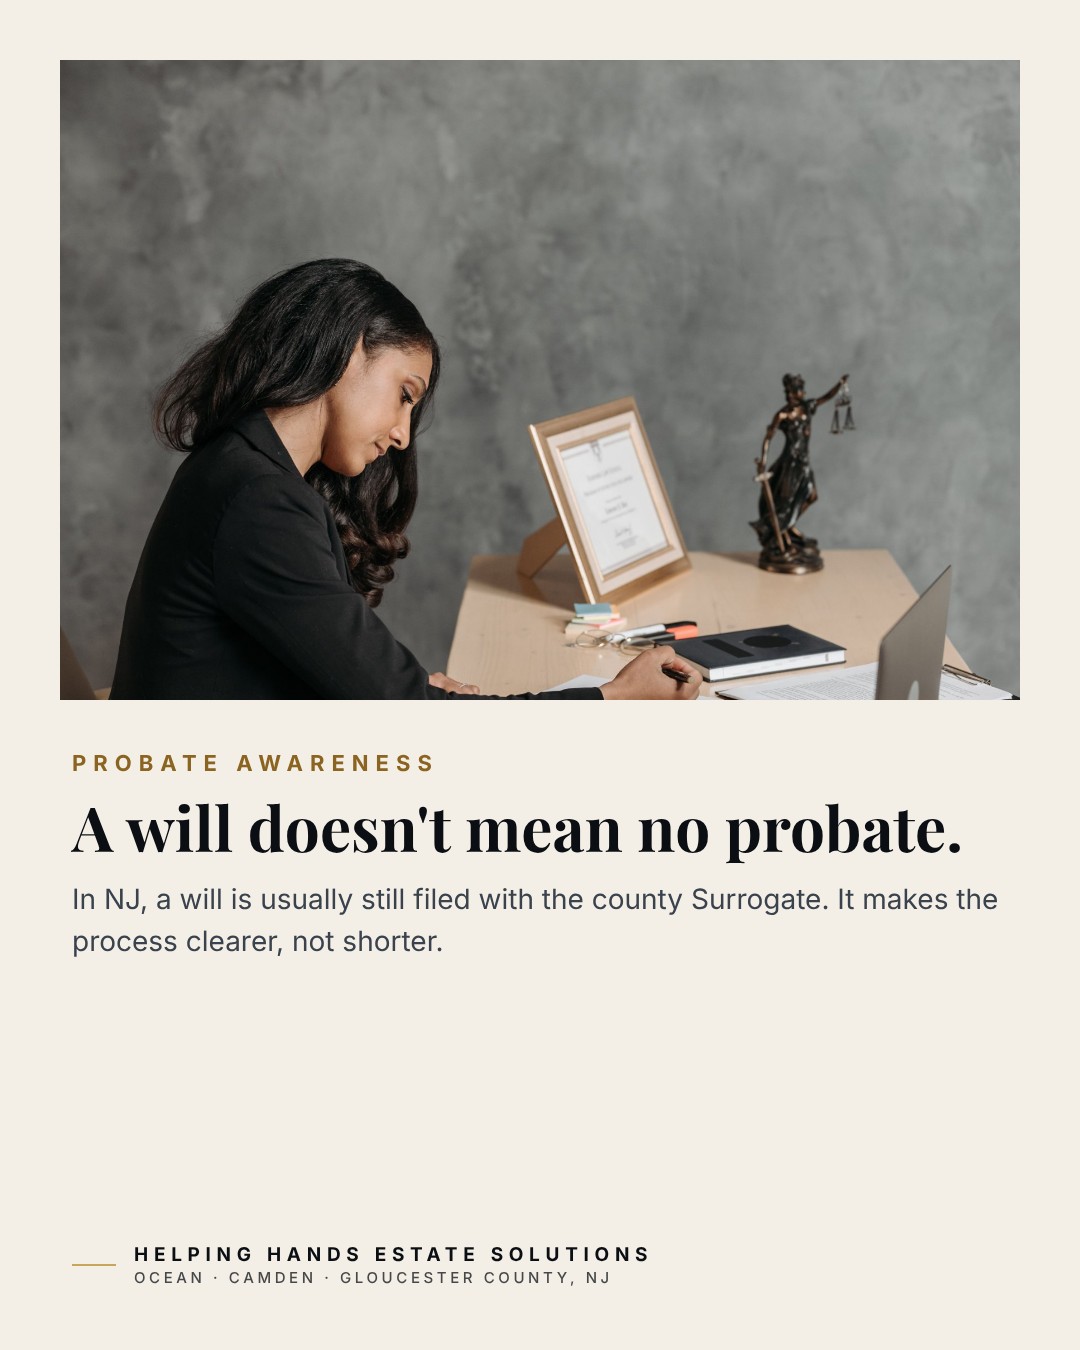 PROBATE AWARENESS
A will doesn't mean no probate.
In NJ, a will is usually still filed with the county Surrogate. It makes the
process clearer, not shorter.
HELPING HANDS ESTATE SOLUTIONS
OCEAN · CAMDEN · GLOUCESTER COUNTY, NJ